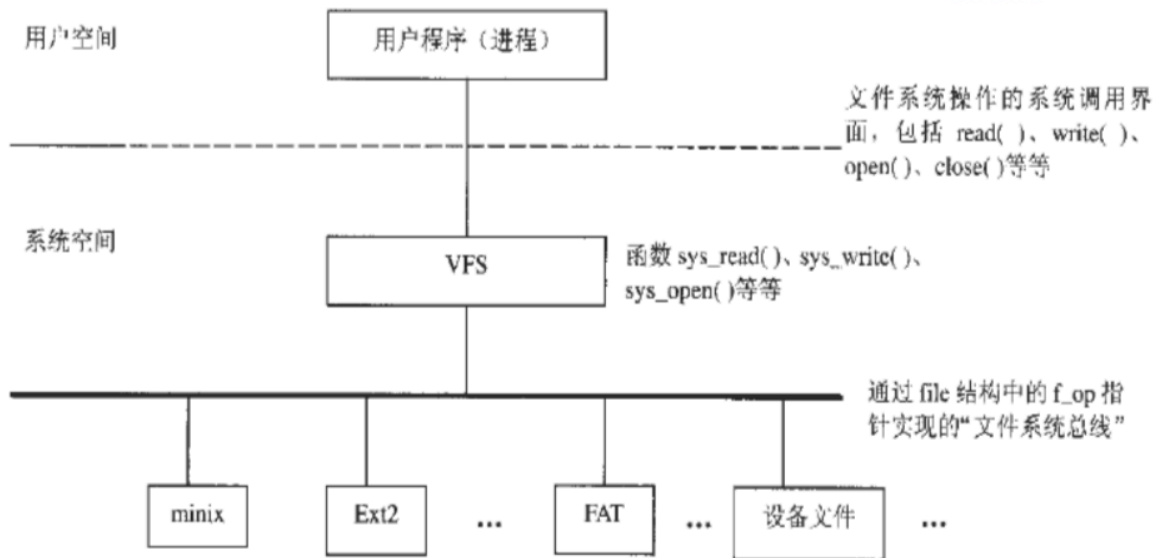 用户空间
用户程序（进程）
文件系统操作的系统调用界
面，包括 read( )、write( )、
open()、close( )等等
系统空间
VFS
函数 sys_read( )、sys_write( )、
sys_open( )等等
通过 file 结构中的 f_op 指
针实现的“文件系统总线”
minix
Ext2
...
FAT
...
设备文件
...